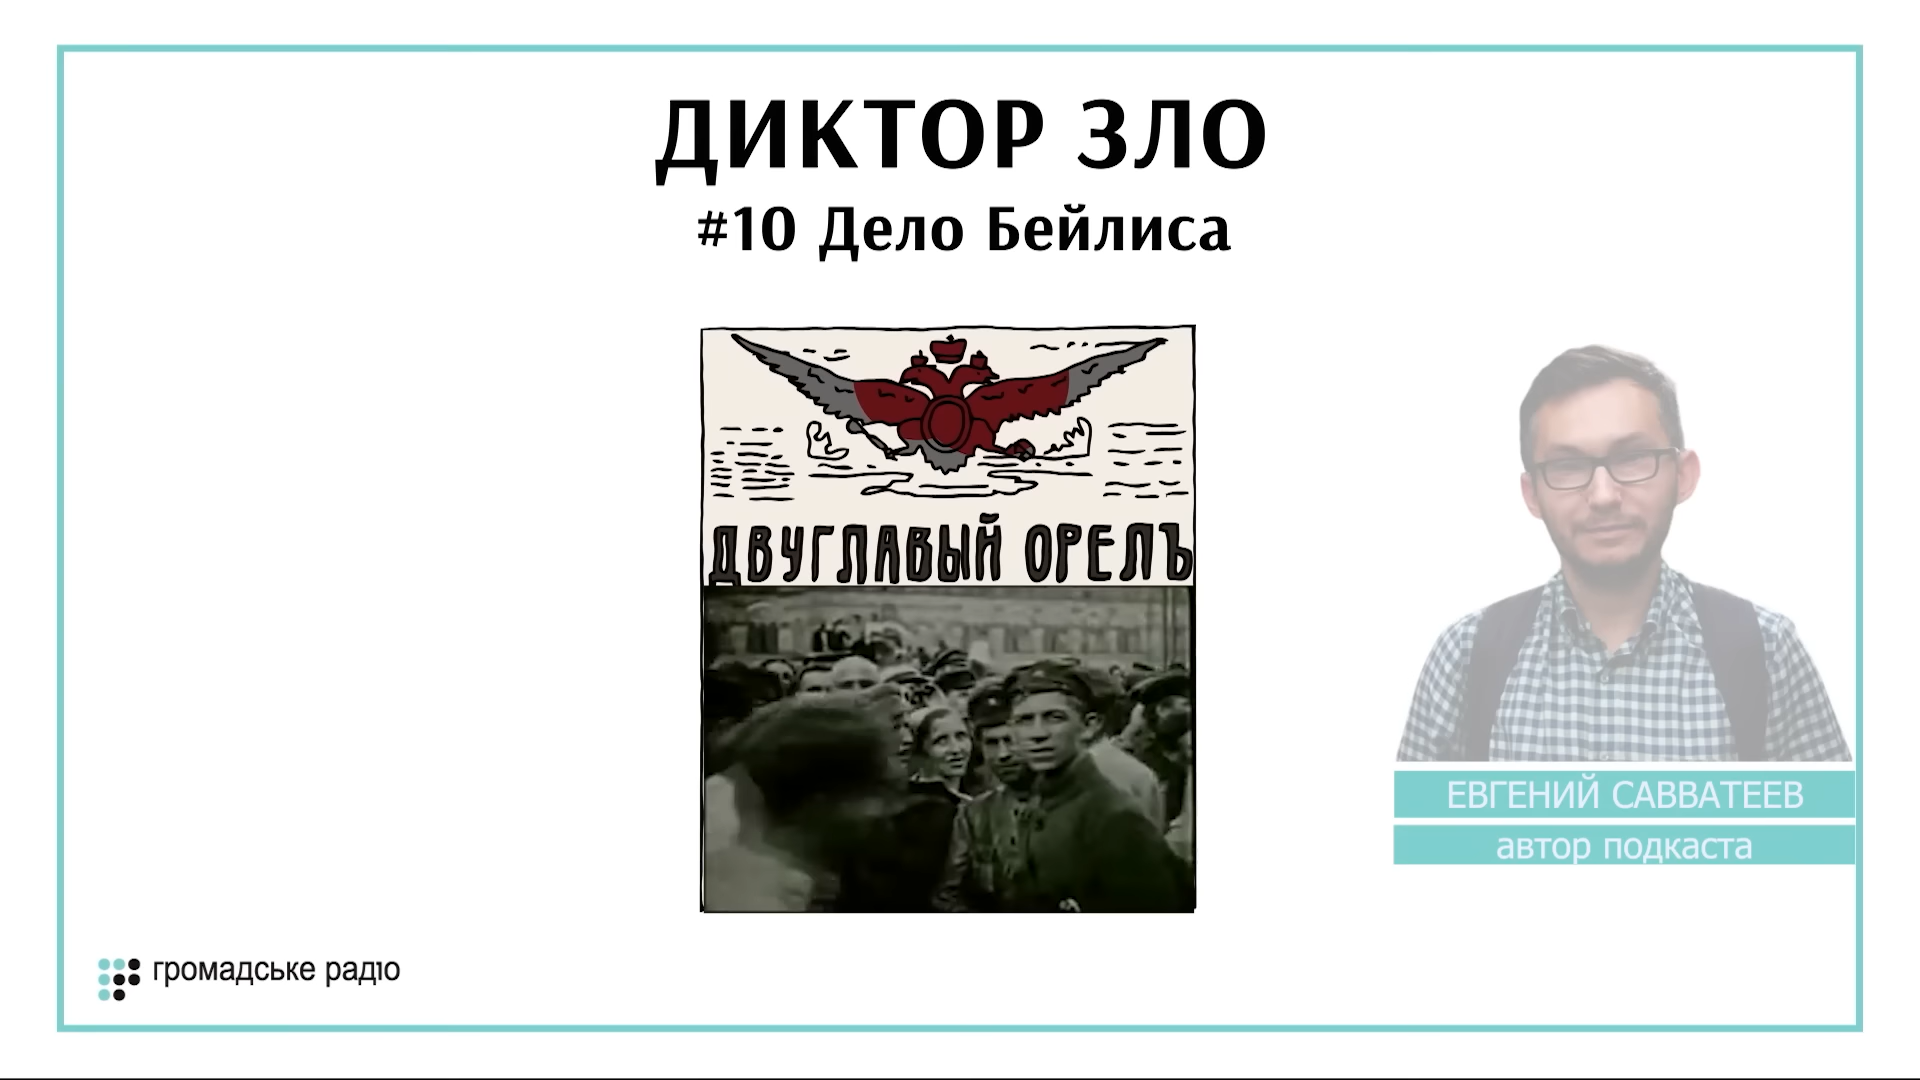 ДИКТОР ЗЛО
#10 Дело Бейлиса
ДВУГЛАВЫЙ ОРЕЛЪ
ЕВГЕНИЙ САВВАТЕЕВ
автор подкаста
громадське радіо